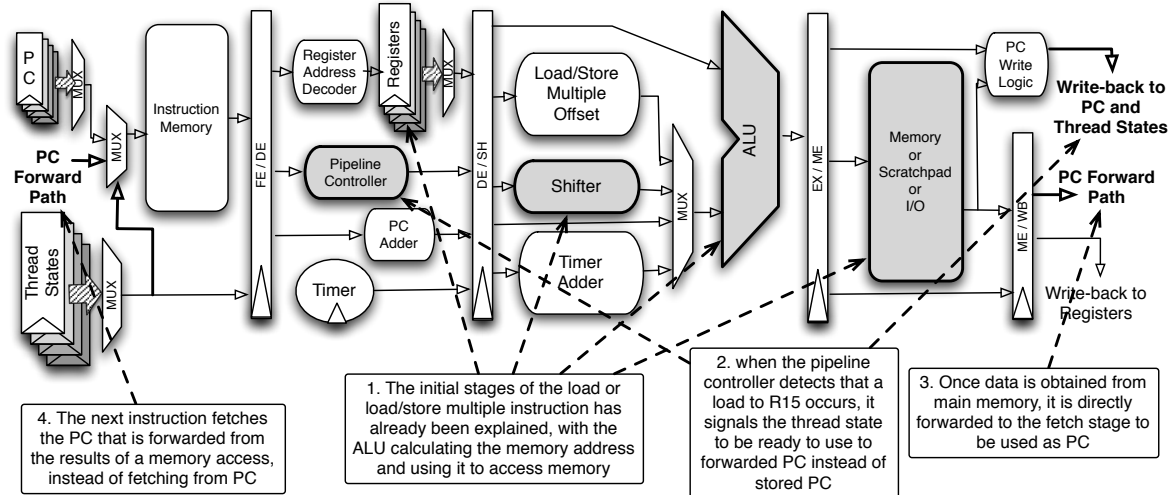 PC
MUX
MUX
PC
Forward
Path
Thread
States
MUX
Instruction
Memory
FE / DE
Register
Address
Decoder
Registers
MUX
Pipeline
Controller
PC
Adder
Timer
DE / SH
Load/Store
Multiple
Offset
Shifter
Timer
Adder
MUX
ALU
EX / ME
Memory
or
Scratchpad
or
I/O
PC
Write
Logic
Write-back to
PC and
Thread States
ME / WB
PC Forward
Path
Write-back to
Registers
4. The next instruction fetches
the PC that is forwarded from
the results of a memory access,
instead of fetching from PC
1. The initial stages of the load or
load/store multiple instruction has
already been explained, with the
ALU calculating the memory address
and using it to access memory
2. when the pipeline
controller detects that a
load to R15 occurs, it
signals the thread state
to be ready to use to
forwarded PC instead of
stored PC
3. Once data is obtained from
main memory, it is directly
forwarded to the fetch stage to
be used as PC